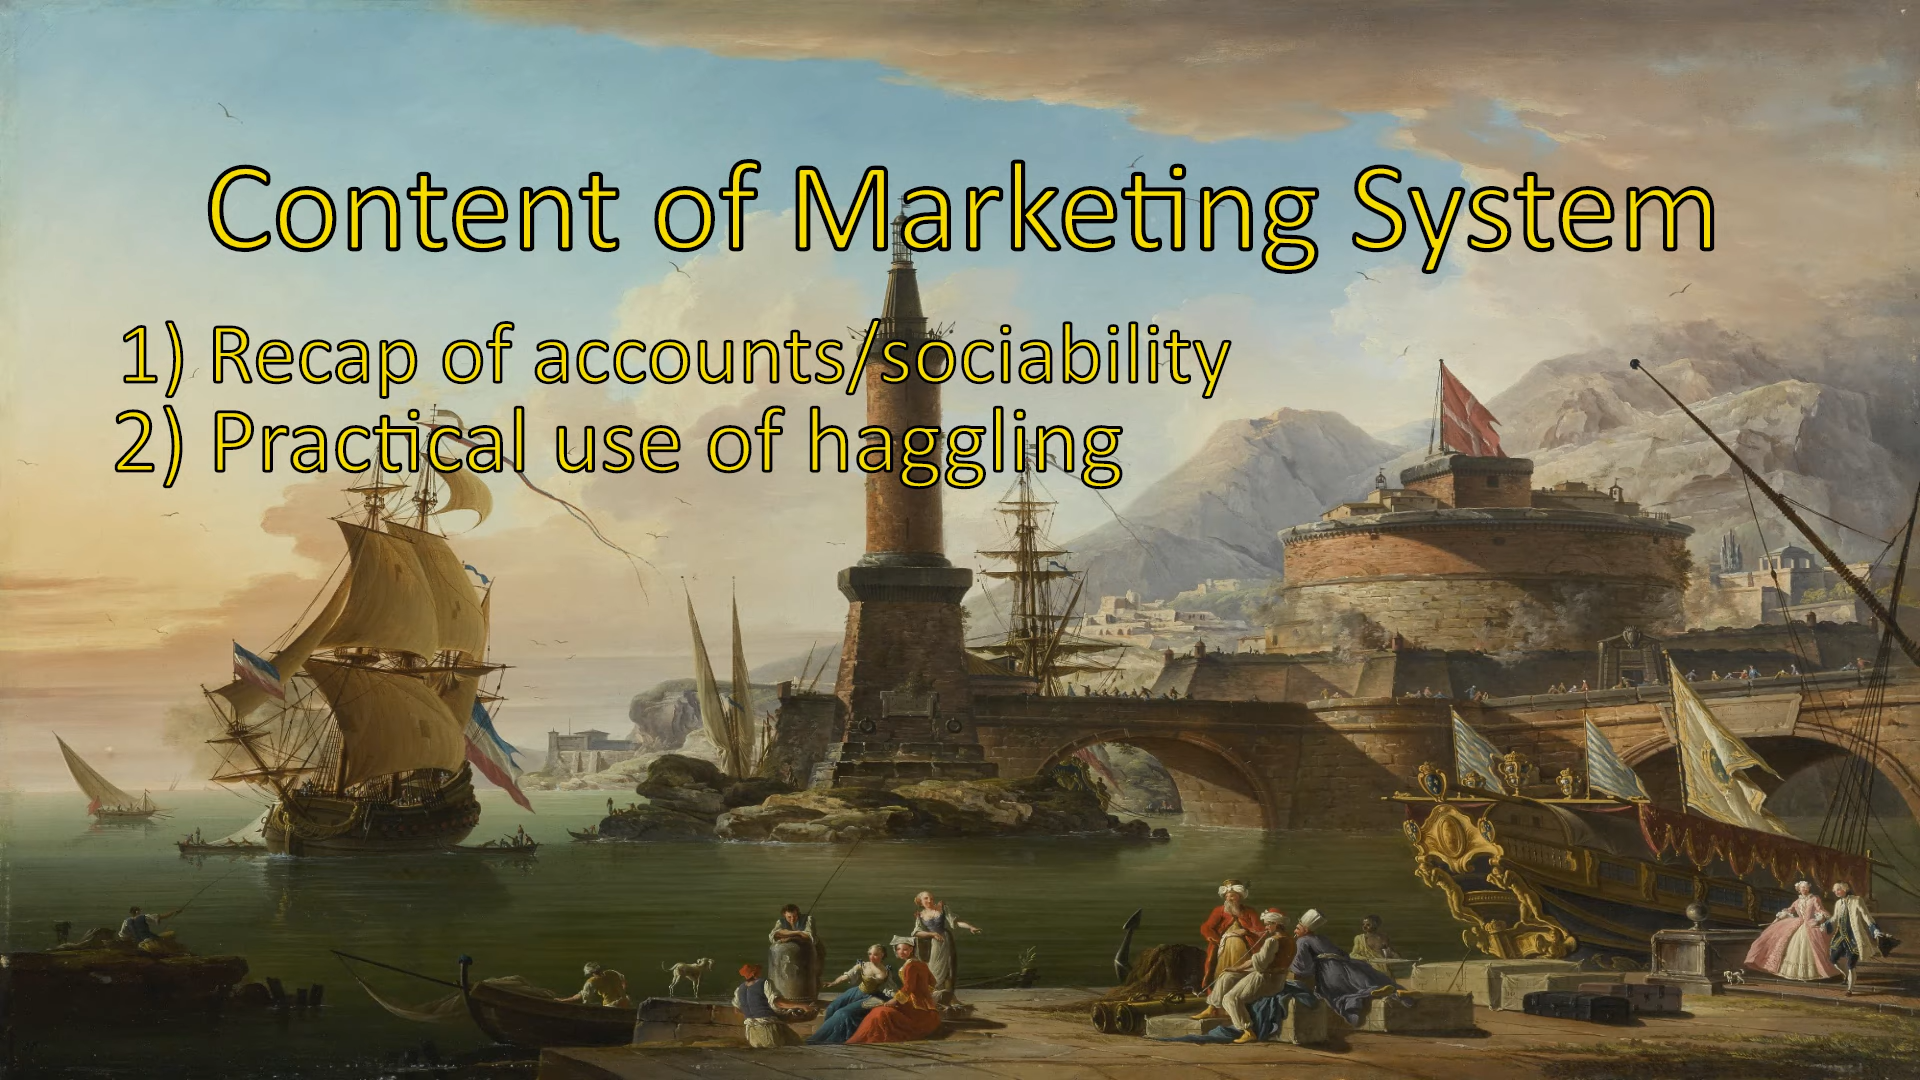 Content of Marketing System
1) Recap of accounts/sociability
2) Practical use of haggling